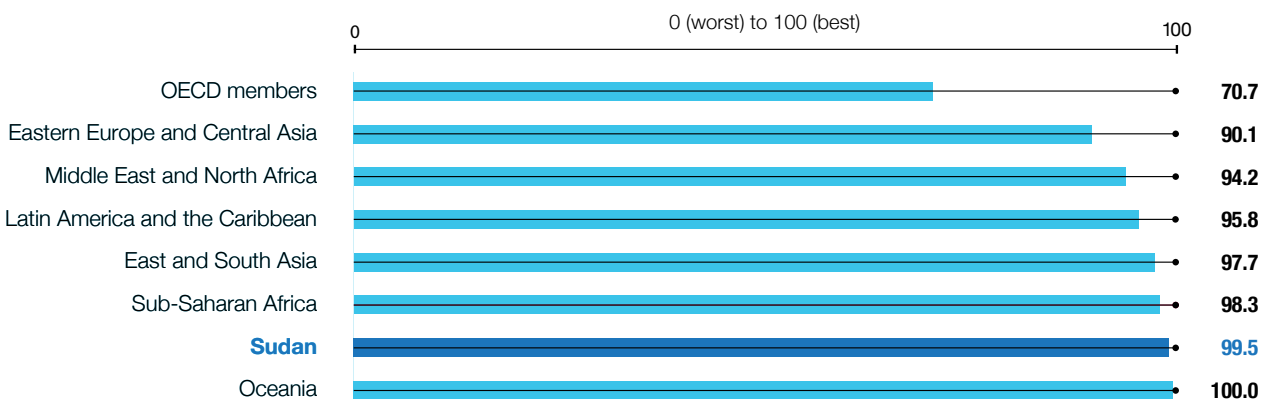 0 (worst) to 100 (best)
0 100
OECD members 70.7
Eastern Europe and Central Asia 90.1
Middle East and North Africa 94.2
Latin America and the Caribbean 95.8
East and South Asia 97.7
Sub-Saharan Africa 98.3
Sudan 99.5
Oceania 100.0